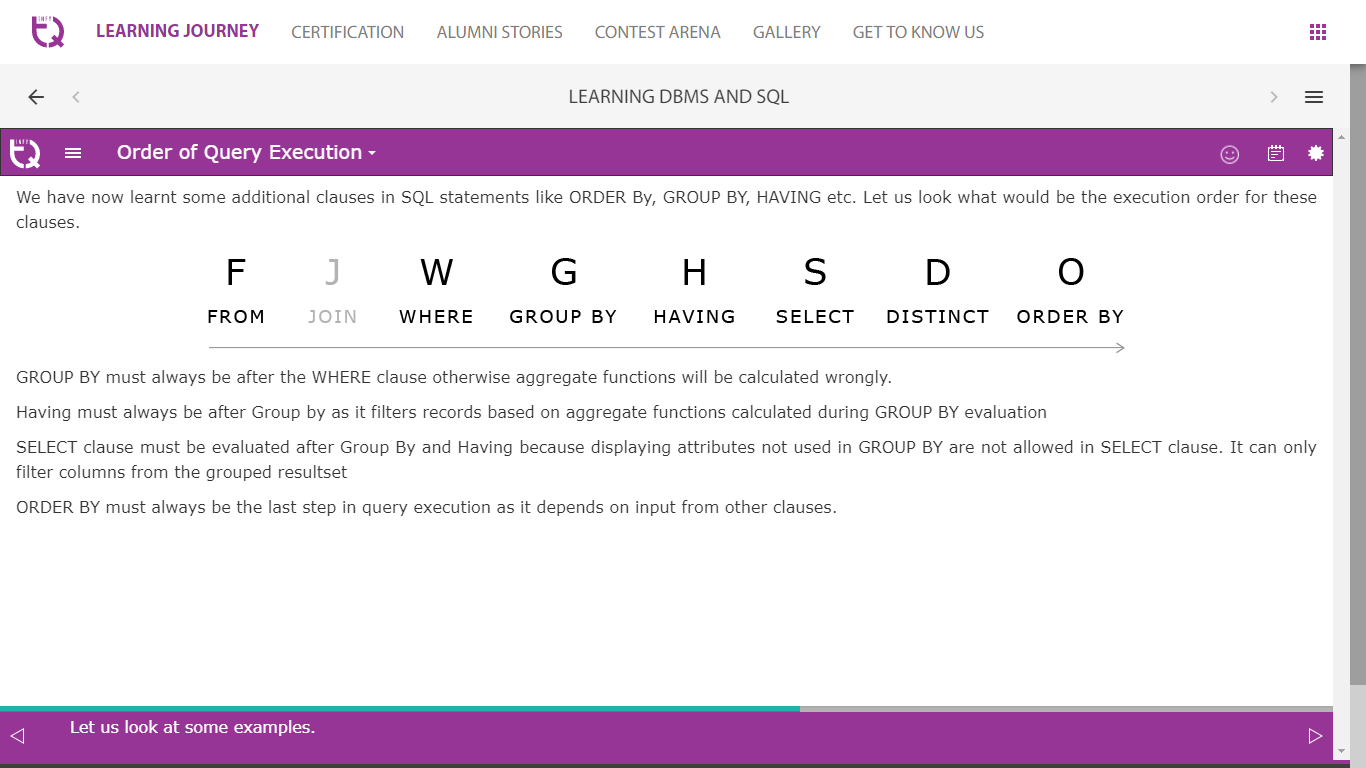 INFY
TQ
LEARNING JOURNEY CERTIFICATION ALUMNI STORIES CONTEST ARENA GALLERY GET TO KNOW US
LEARNING DBMS AND SQL
INFY
TQ
Order of Query Execution
We have now learnt some additional clauses in SQL statements like ORDER By, GROUP BY, HAVING etc. Let us look what would be the execution order for these
clauses.
F J W G H S D O
FROM JOIN WHERE GROUP BY HAVING SELECT DISTINCT ORDER BY
GROUP BY must always be after the WHERE clause otherwise aggregate functions will be calculated wrongly.
Having must always be after Group by as it filters records based on aggregate functions calculated during GROUP BY evaluation
SELECT clause must be evaluated after Group By and Having because displaying attributes not used in GROUP BY are not allowed in SELECT clause. It can only
filter columns from the grouped resultset
ORDER BY must always be the last step in query execution as it depends on input from other clauses.
Let us look at some examples.